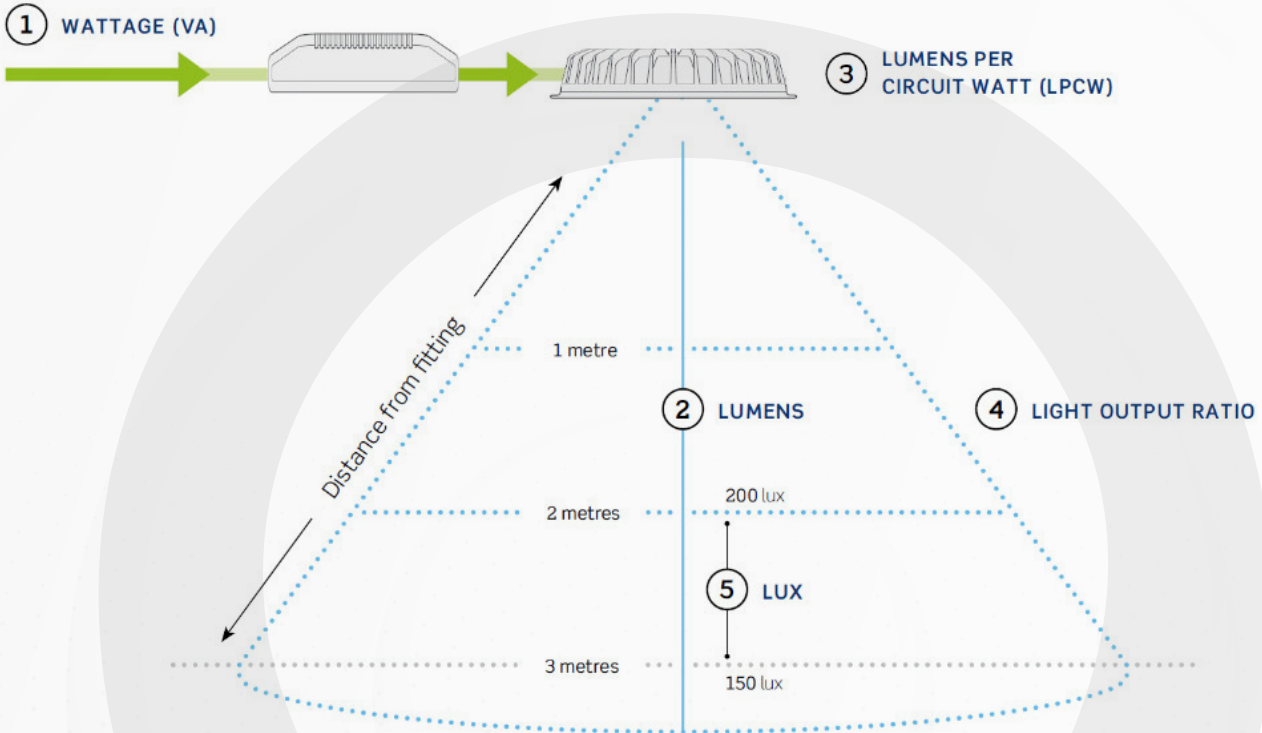 1 WATTAGE (VA)
3 LUMENS PER
CIRCUIT WATT (LPCW)
Distance from fitting
1 metre
2 LUMENS
4 LIGHT OUTPUT RATIO
200 lux
2 metres
5 LUX
3 metres
150 lux